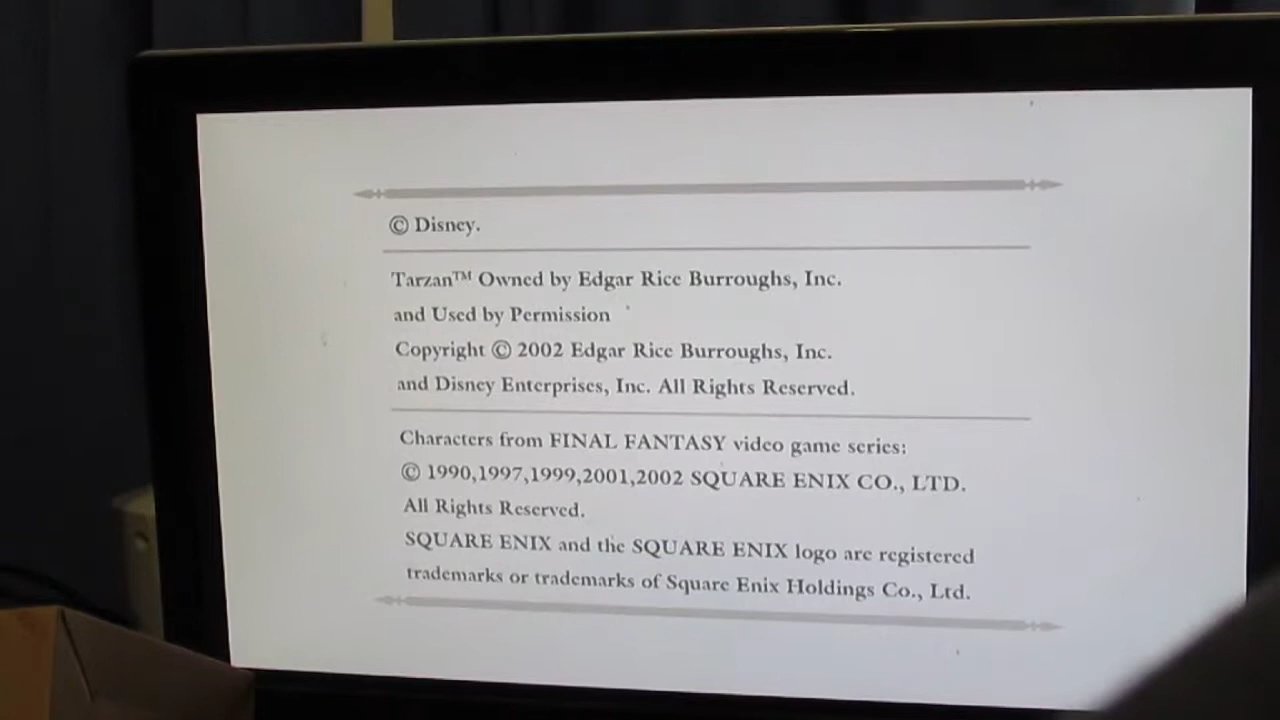 © Disney.
Tarzan™ Owned by Edgar Rice Burroughs, Inc.
and Used by Permission
Copyright © 2002 Edgar Rice Burroughs, Inc.
and Disney Enterprises, Inc. All Rights Reserved.
Characters from FINAL FANTASY video game series:
© 1990,1997,1999,2001,2002 SQUARE ENIX CO., LTD.
All Rights Reserved.
SQUARE ENIX and the SQUARE ENIX logo are registered
trademarks or trademarks of Square Enix Holdings Co., Ltd.